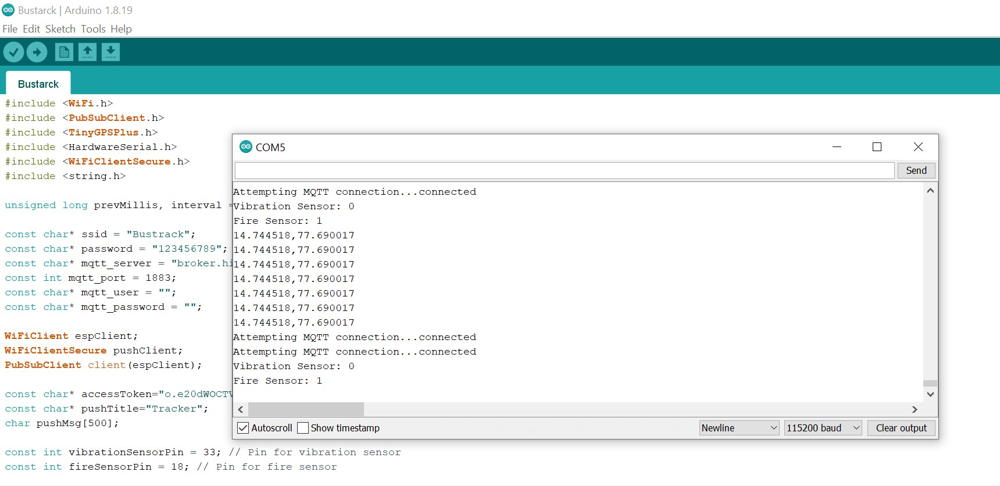 Bustarck | Arduino 1.8.19
File Edit Sketch Tools Help
Bustarck
#include <WiFi.h>
#include <PubSubClient.h>
#include <TinyGPSPlus.h>
#include <HardwareSerial.h>
#include <WiFiClientSecure.h>
#include <string.h>
unsigned long prevMillis, interval =
const char* ssid = "Bustrack";
const char* password = "123456789";
const char* mqtt_server = "broker.hi
const int mqtt_port = 1883;
const char* mqtt_user = "";
const char* mqtt_password = "";
WiFiClient espClient;
WiFiClientSecure pushClient;
PubSubClient client(espClient);
const char* accessToken="o.e20dWOCTV
const char* pushTitle="Tracker";
char pushMsg[500];
const int vibrationSensorPin = 33; // Pin for vibration sensor
const int fireSensorPin = 18; // Pin for fire sensor
COM5
Send
Attempting MQTT connection...connected
Vibration Sensor: 0
Fire Sensor: 1
14.744518,77.690017
14.744518,77.690017
14.744518,77.690017
14.744518,77.690017
14.744518,77.690017
14.744518,77.690017
14.744518,77.690017
Attempting MQTT connection...connected
Attempting MQTT connection...connected
Vibration Sensor: 0
Fire Sensor: 1
Autoscroll Show timestamp Newline 115200 baud Clear output